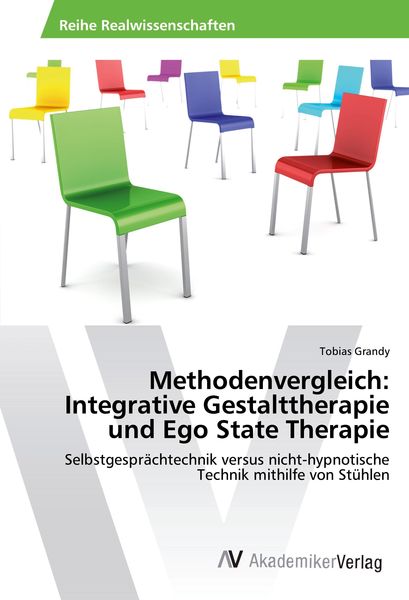 Reihe Realwissenschaften
Tobias Grandy
Methodenvergleich:
Integrative Gestalttherapie
und Ego State Therapie
Selbstgesprächtechnik versus nicht-hypnotische
Technik mithilfe von Stühlen
AV AkademikerVerlag